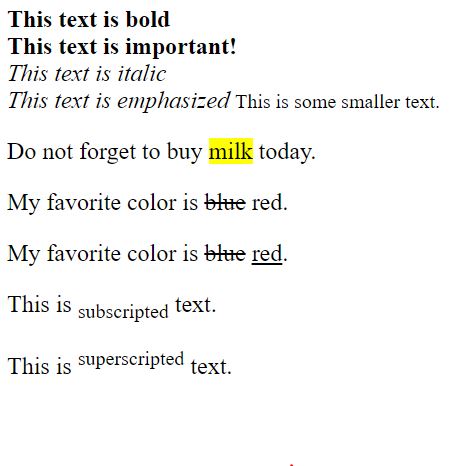 This text is bold
This text is important!
This text is italic
This text is emphasized This is some smaller text.
Do not forget to buy milk today.
My favorite color is blue red.
My favorite color is blue red.
This is subscripted text.
This is superscripted text.